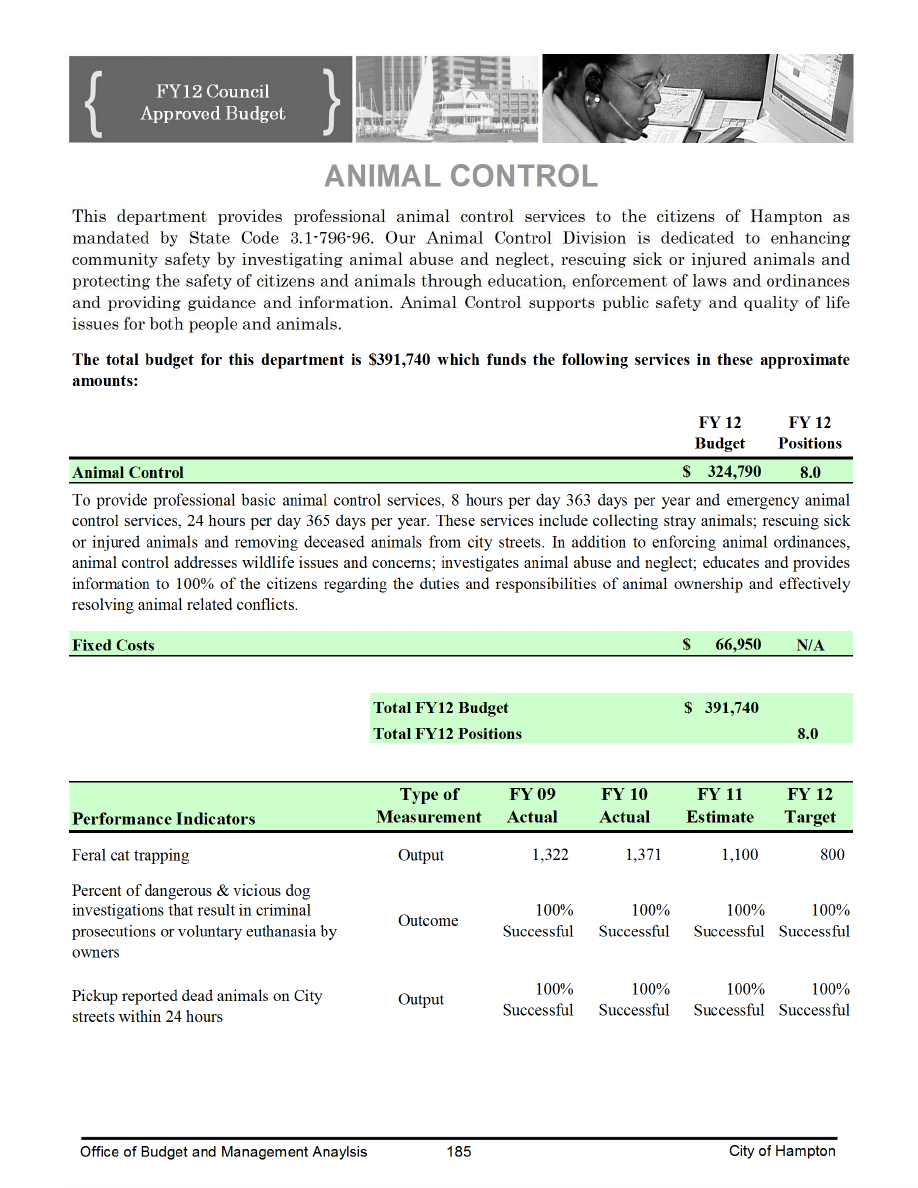 FY12 Council
Approved Budget
ANIMAL CONTROL
This department provides professional animal control services to the citizens of Hampton as
mandated by State Code 3.1-796-96. Our Animal Control Division is dedicated to enhancing
community safety by investigating animal abuse and neglect, rescuing sick or injured animals and
protecting the safety of citizens and animals through education, enforcement of laws and ordinances
and providing guidance and information. Animal Control supports public safety and quality of life
issues for both people and animals.
The total budget for this department is $391,740 which funds the following services in these approximate
amounts:
FY 12 FY 12
Budget Positions
Animal Control $ 324,790 8.0
To provide professional basic animal control services, 8 hours per day 363 days per year and emergency animal
control services, 24 hours per day 365 days per year. These services include collecting stray animals; rescuing sick
or injured animals and removing deceased animals from city streets. In addition to enforcing animal ordinances,
animal control addresses wildlife issues and concerns; investigates animal abuse and neglect; educates and provides
information to 100% of the citizens regarding the duties and responsibilities of animal ownership and effectively
resolving animal related conflicts.
Fixed Costs $ 66,950 N/A
Total FY12 Budget $ 391,740
Total FY12 Positions 8.0
Type of FY 09 FY 10 FY 11 FY 12
Performance Indicators Measurement Actual Actual Estimate Target
Feral cat trapping Output 1,322 1,371 1,100 800
Percent of dangerous & vicious dog
investigations that result in criminal 100% 100% 100% 100%
Outcome
prosecutions or voluntary euthanasia by Successful Successful Successful Successful
owners
100% 100% 100% 100%
Pickup reported dead animals on City Output
streets within 24 hours Successful Successful Successful Successful
Office of Budget and Management Anaylsis 185 City of Hampton